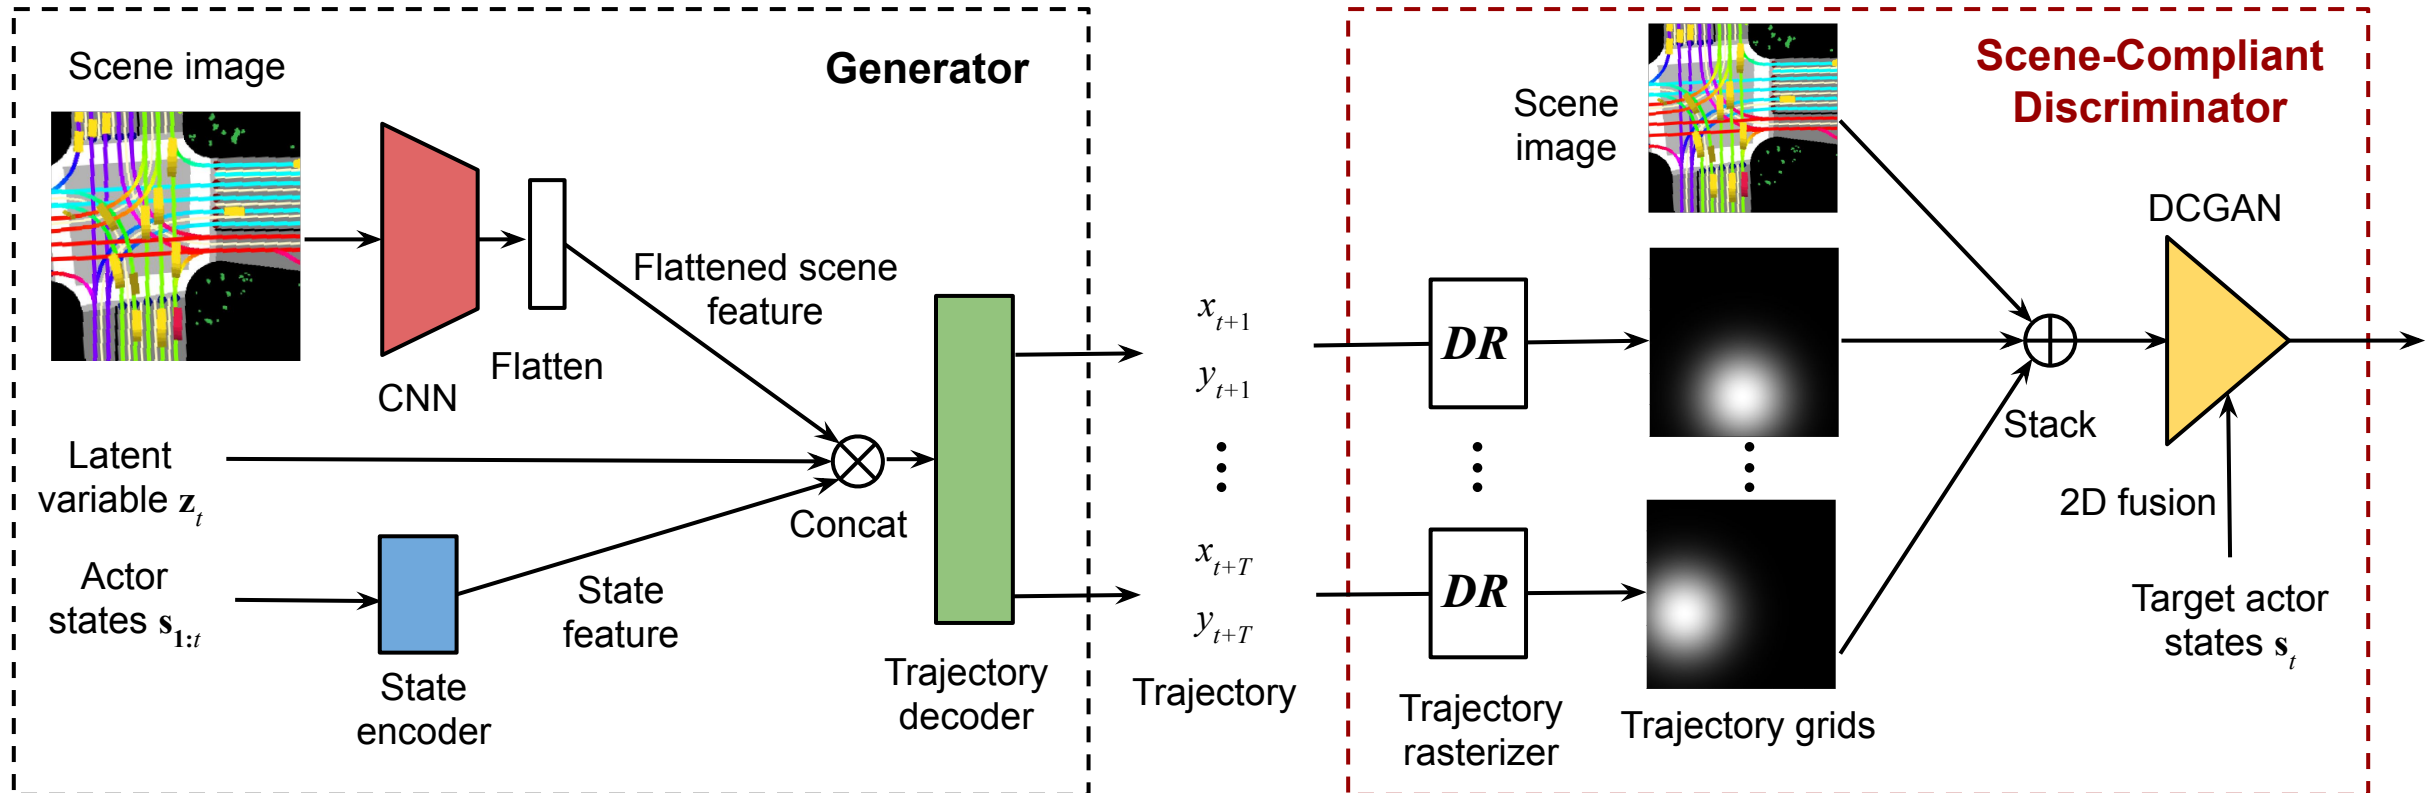 Scene image
Generator
CNN
Flatten
Flattened scene
feature
Latent
variable z_t
Actor
states s_{1:t}
State
encoder
State
feature
Concat
Trajectory
decoder
x_{t+1}
y_{t+1}
x_{t+T}
y_{t+T}
Trajectory
Scene-Compliant
Discriminator
Scene
image
DR
DR
Trajectory
rasterizer
Trajectory grids
Stack
DCGAN
2D fusion
Target actor
states s_t